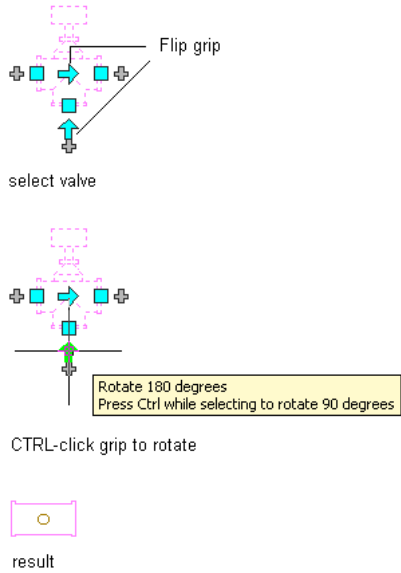 Flip grip
select valve
Rotate 180 degrees
Press Ctrl while selecting to rotate 90 degrees
CTRL-click grip to rotate
result